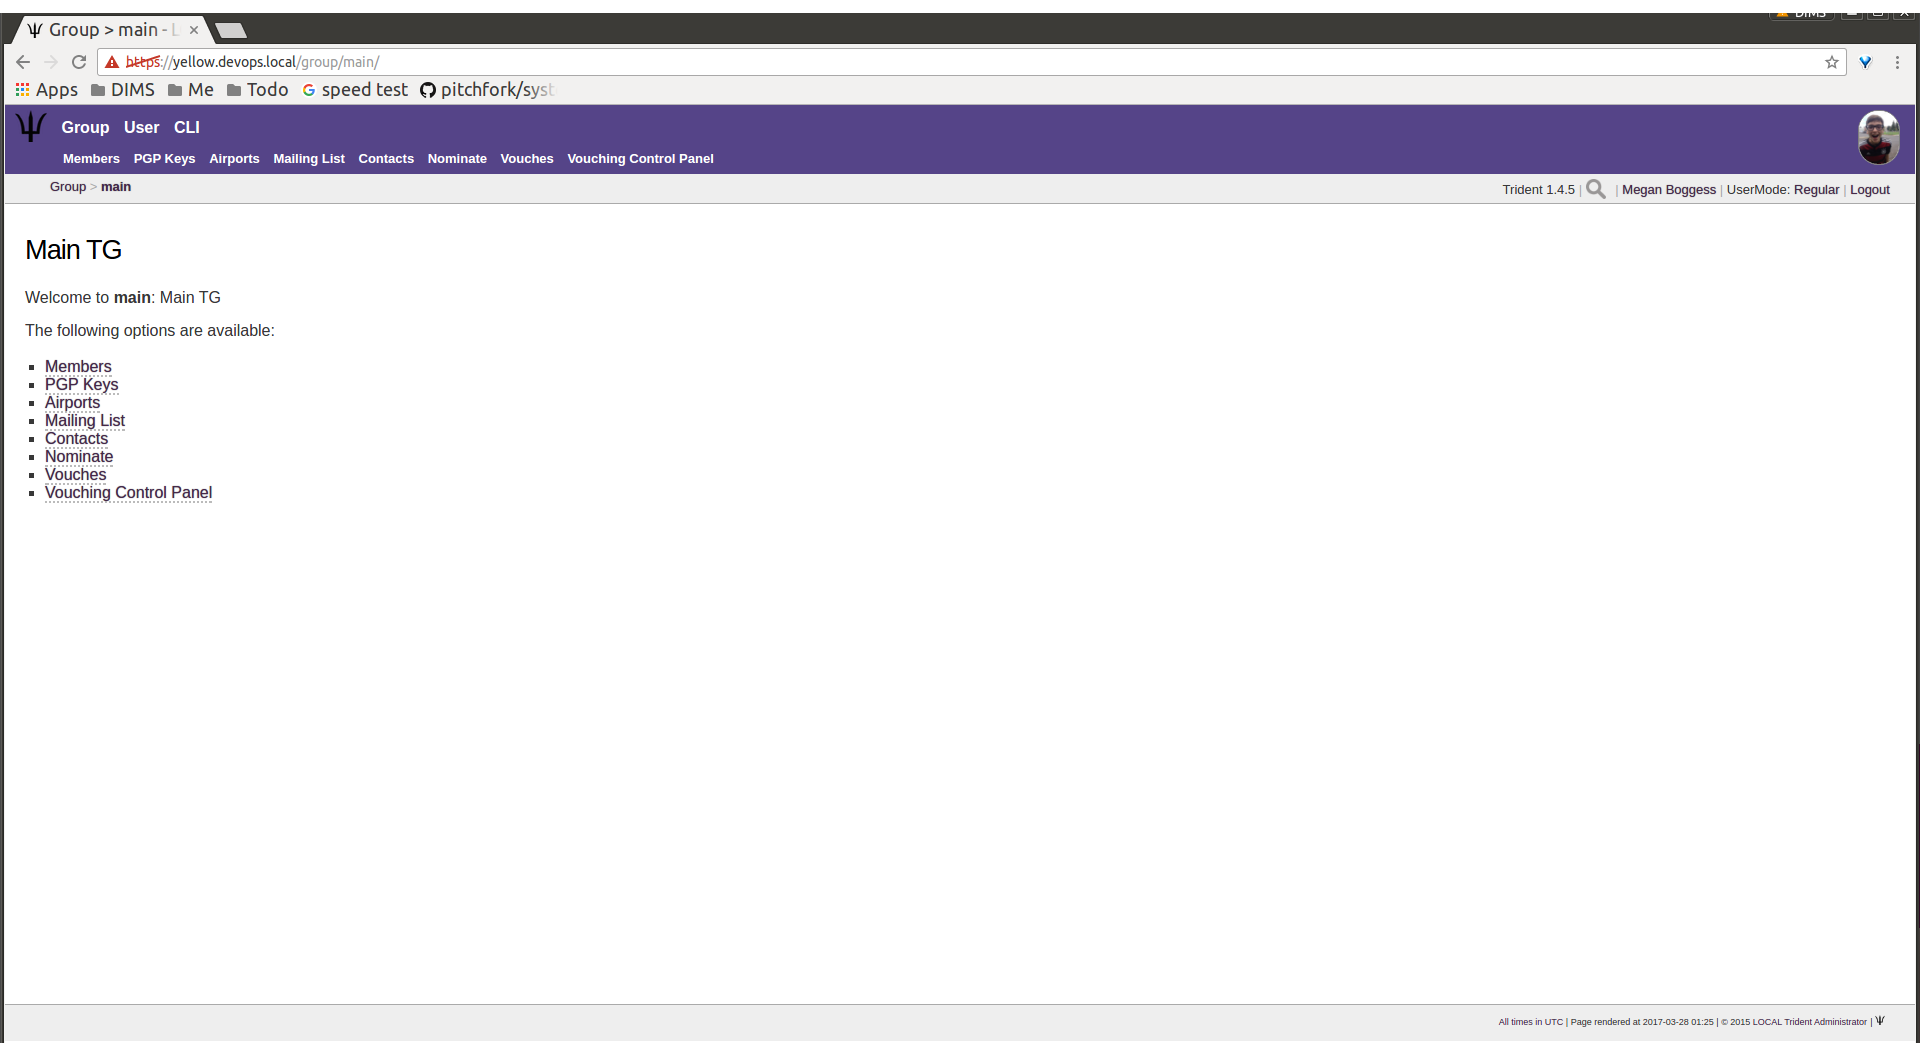 DIMS
Group > main - L
https://yellow.devops.local/group/main/
Apps DIMS Me Todo speed test pitchfork/syst
Group User CLI
Members PGP Keys Airports Mailing List Contacts Nominate Vouches Vouching Control Panel
Group > main
Trident 1.4.5 | | Megan Boggess | UserMode: Regular | Logout
Main TG
Welcome to main: Main TG
The following options are available:
Members
PGP Keys
Airports
Mailing List
Contacts
Nominate
Vouches
Vouching Control Panel
All times in UTC | Page rendered at 2017-03-28 01:25 | © 2015 LOCAL Trident Administrator |